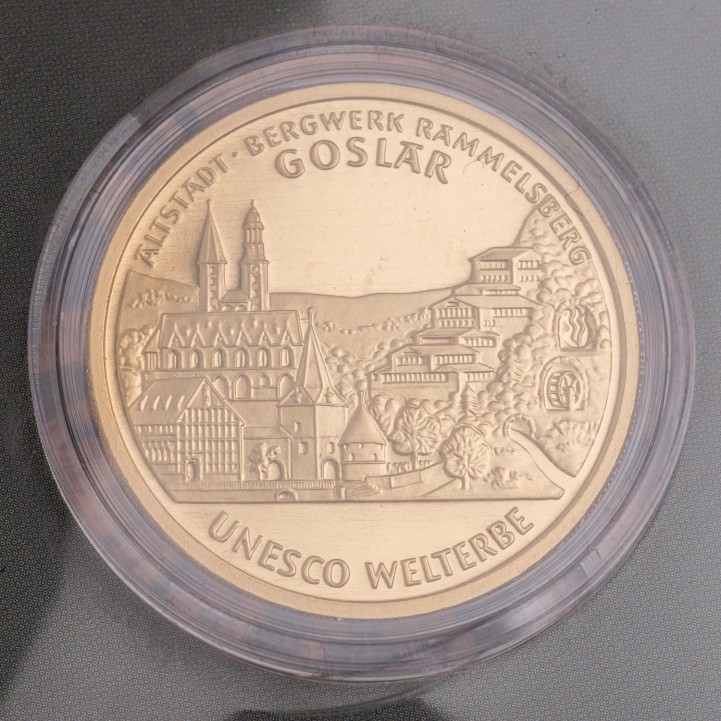 ALTSTADT · BERGWERK RAMMELSBERG
GOSLAR
UNESCO WELTERBE